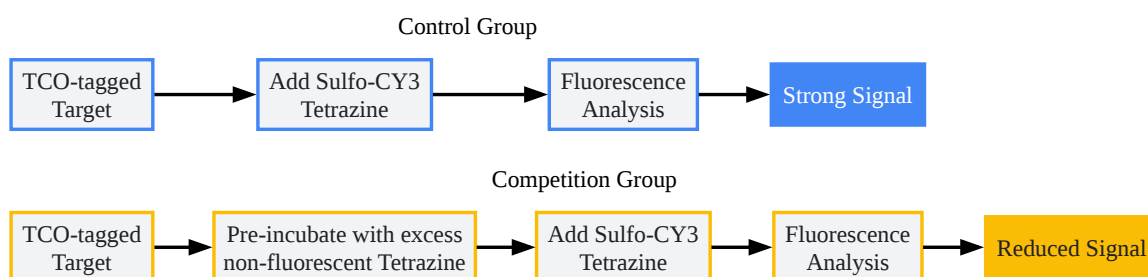 Control Group
TCO-tagged
Target
Add Sulfo-CY3
Tetrazine
Fluorescence
Analysis
Strong Signal
Competition Group
TCO-tagged
Target
Pre-incubate with excess
non-fluorescent Tetrazine
Add Sulfo-CY3
Tetrazine
Fluorescence
Analysis
Reduced Signal